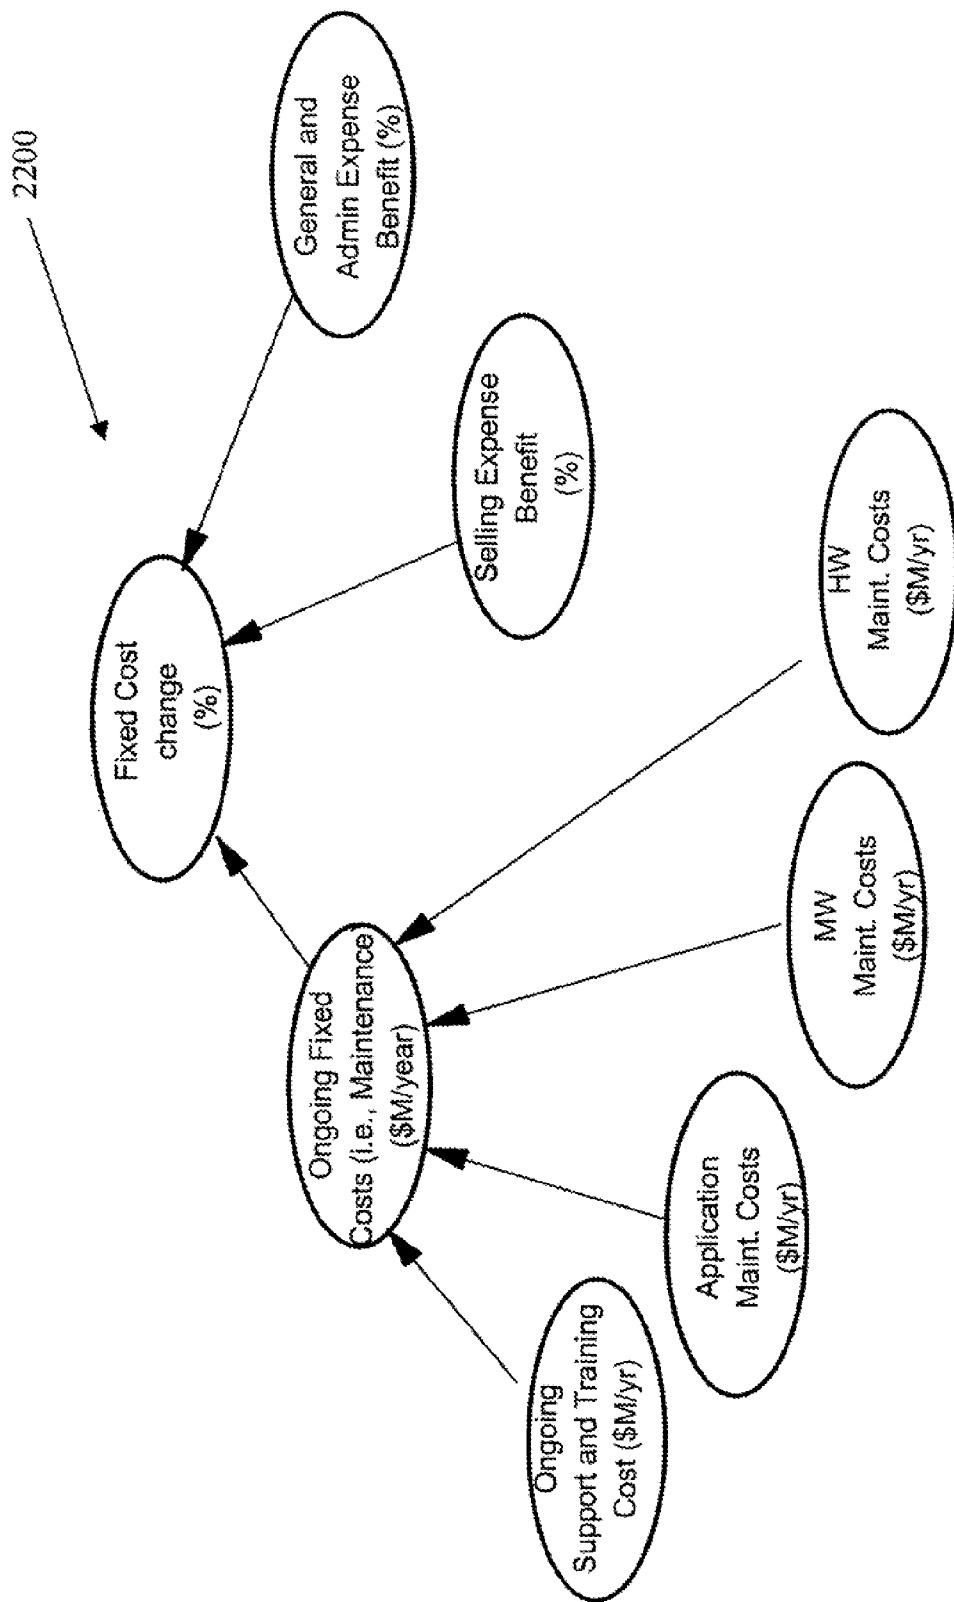 2200
Fixed Cost
change
(%)
General and
Admin Expense
Benefit (%)
Ongoing Fixed
Costs (i.e., Maintenance
($M/year)
Selling Expense
Benefit
(%)
Ongoing
Support and Training
Cost ($M/yr)
Application
Maint. Costs
($M/yr)
MW
Maint. Costs
($M/yr)
HW
Maint. Costs
($M/yr)